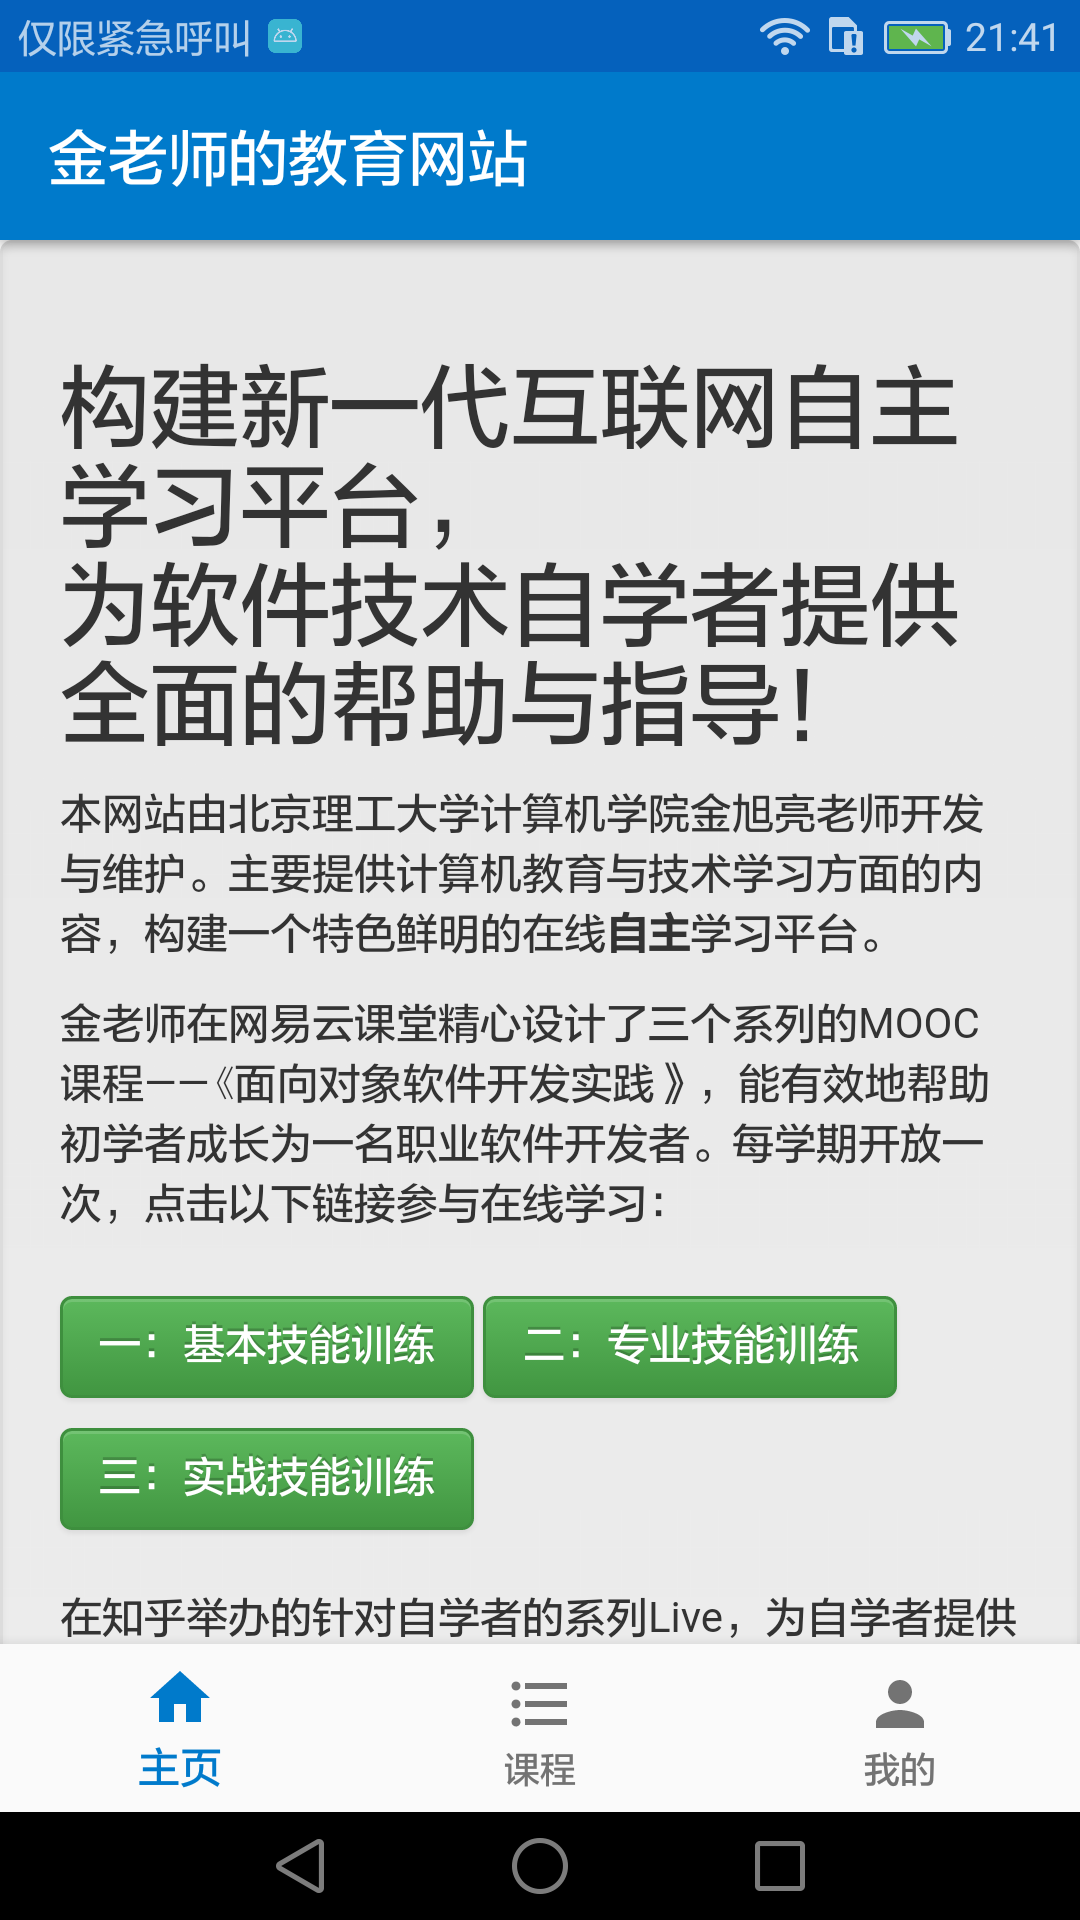 仅限紧急呼叫 21:41
金老师的教育网站
构建新一代互联网自主
学习平台，
为软件技术自学者提供
全面的帮助与指导！
本网站由北京理工大学计算机学院金旭亮老师开发
与维护。主要提供计算机教育与技术学习方面的内
容，构建一个特色鲜明的在线自主学习平台。
金老师在网易云课堂精心设计了三个系列的MOOC
课程——《面向对象软件开发实践》，能有效地帮助
初学者成长为一名职业软件开发者。每学期开放一
次，点击以下链接参与在线学习：
一：基本技能训练 二：专业技能训练
三：实战技能训练
在知乎举办的针对自学者的系列Live，为自学者提供
主页 课程 我的